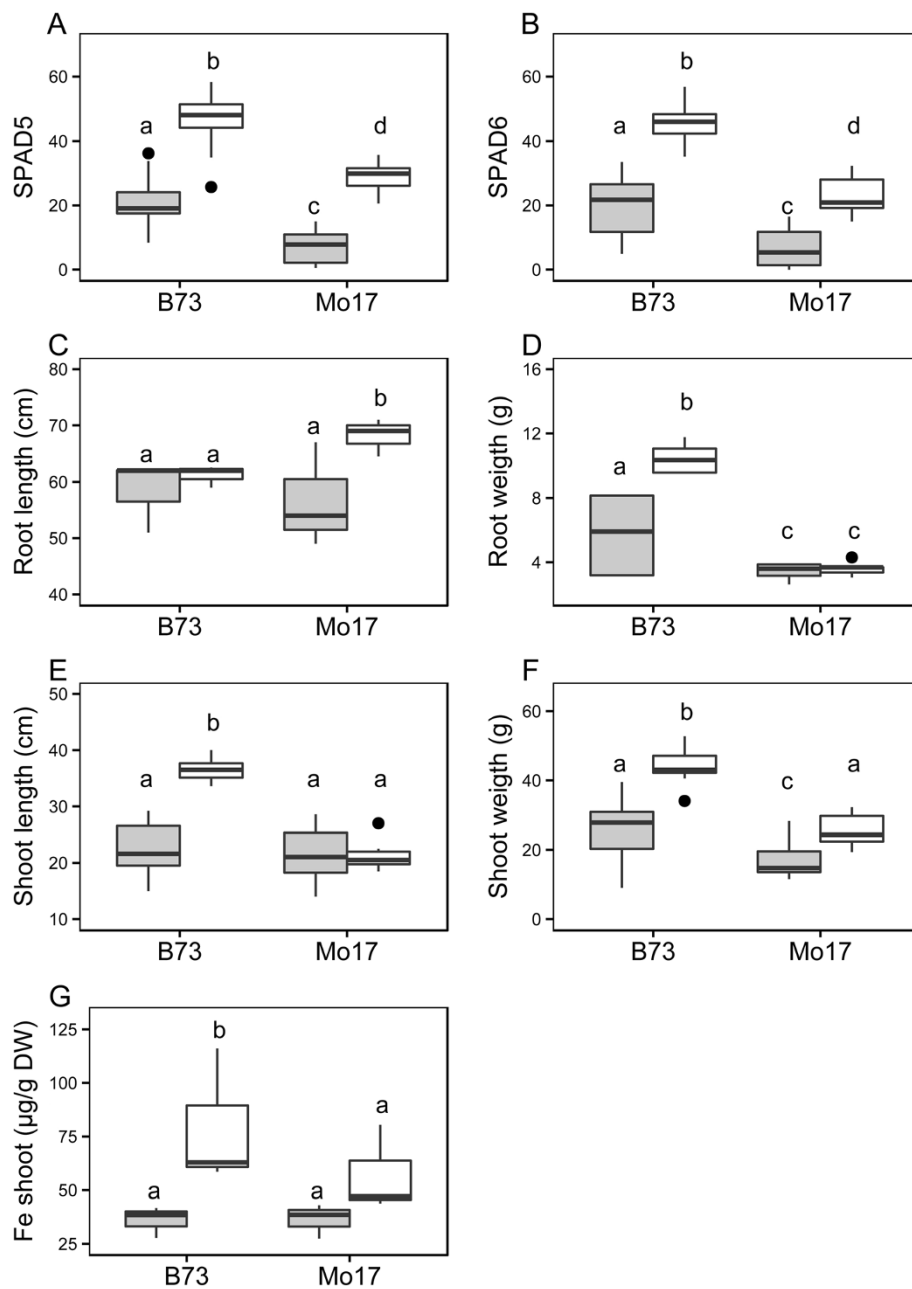 A
B
SPAD5
60
40
20
0
a
b
c
d
B73
Mo17
SPAD6
60
40
20
0
a
b
c
d
B73
Mo17
C
D
Root length (cm)
80
70
60
50
40
a
a
a
b
B73
Mo17
Root weigth (g)
16
12
8
4
a
b
c
c
B73
Mo17
E
F
Shoot length (cm)
50
40
30
20
10
a
b
a
a
B73
Mo17
Shoot weigth (g)
60
40
20
0
a
b
c
a
B73
Mo17
G
Fe shoot (µg/g DW)
125
100
75
50
25
a
b
a
a
B73
Mo17